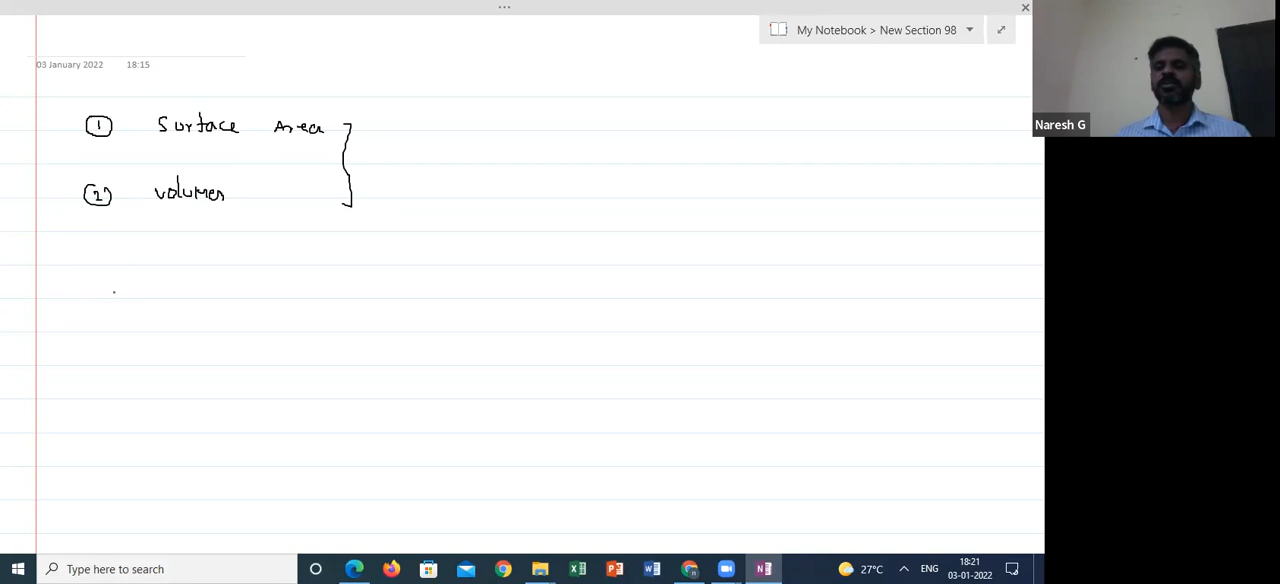 My Notebook > New Section 98
03 January 2022 18:15
① Surface Area
② volumes
Naresh G
Type here to search
27°C ENG 18:21
03-01-2022